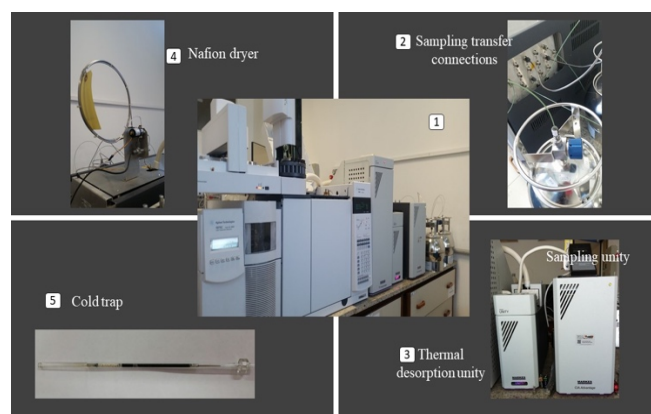 4 Nafion dryer
2 Sampling transfer
connections
1
Sampling unity
5 Cold trap
3 Thermal
desorption unity